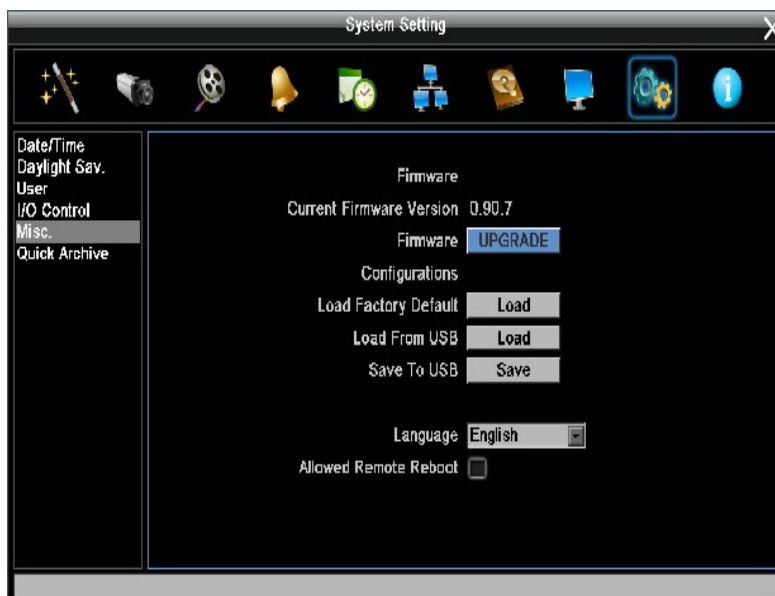 System Setting
X
Date/Time
Daylight Sav.
User
I/O Control
Misc.
Quick Archive
Firmware
Current Firmware Version 0.90.7
Firmware UPGRADE
Configurations
Load Factory Default Load
Load From USB Load
Save To USB Save
Language English
Allowed Remote Reboot